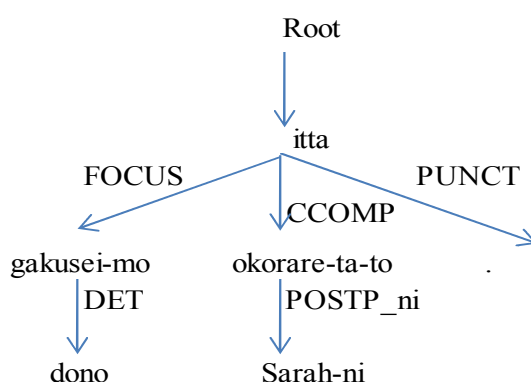 Root
itta
FOCUS
PUNCT
CCOMP
gakusei-mo okorare-ta-to .
DET POSTP_ni
dono Sarah-ni